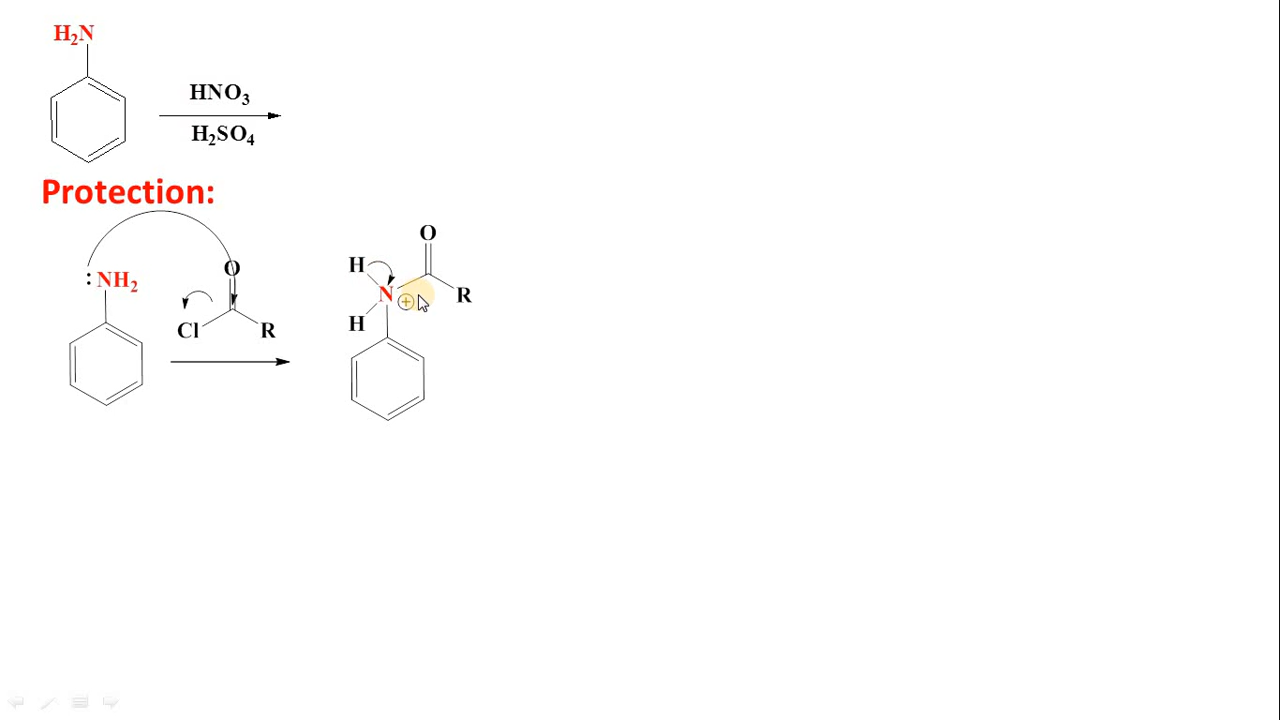 H₂N
HNO₃
H₂SO₄
Protection:
:NH₂
O
Cl
R
O
H
N
⊕
R
H